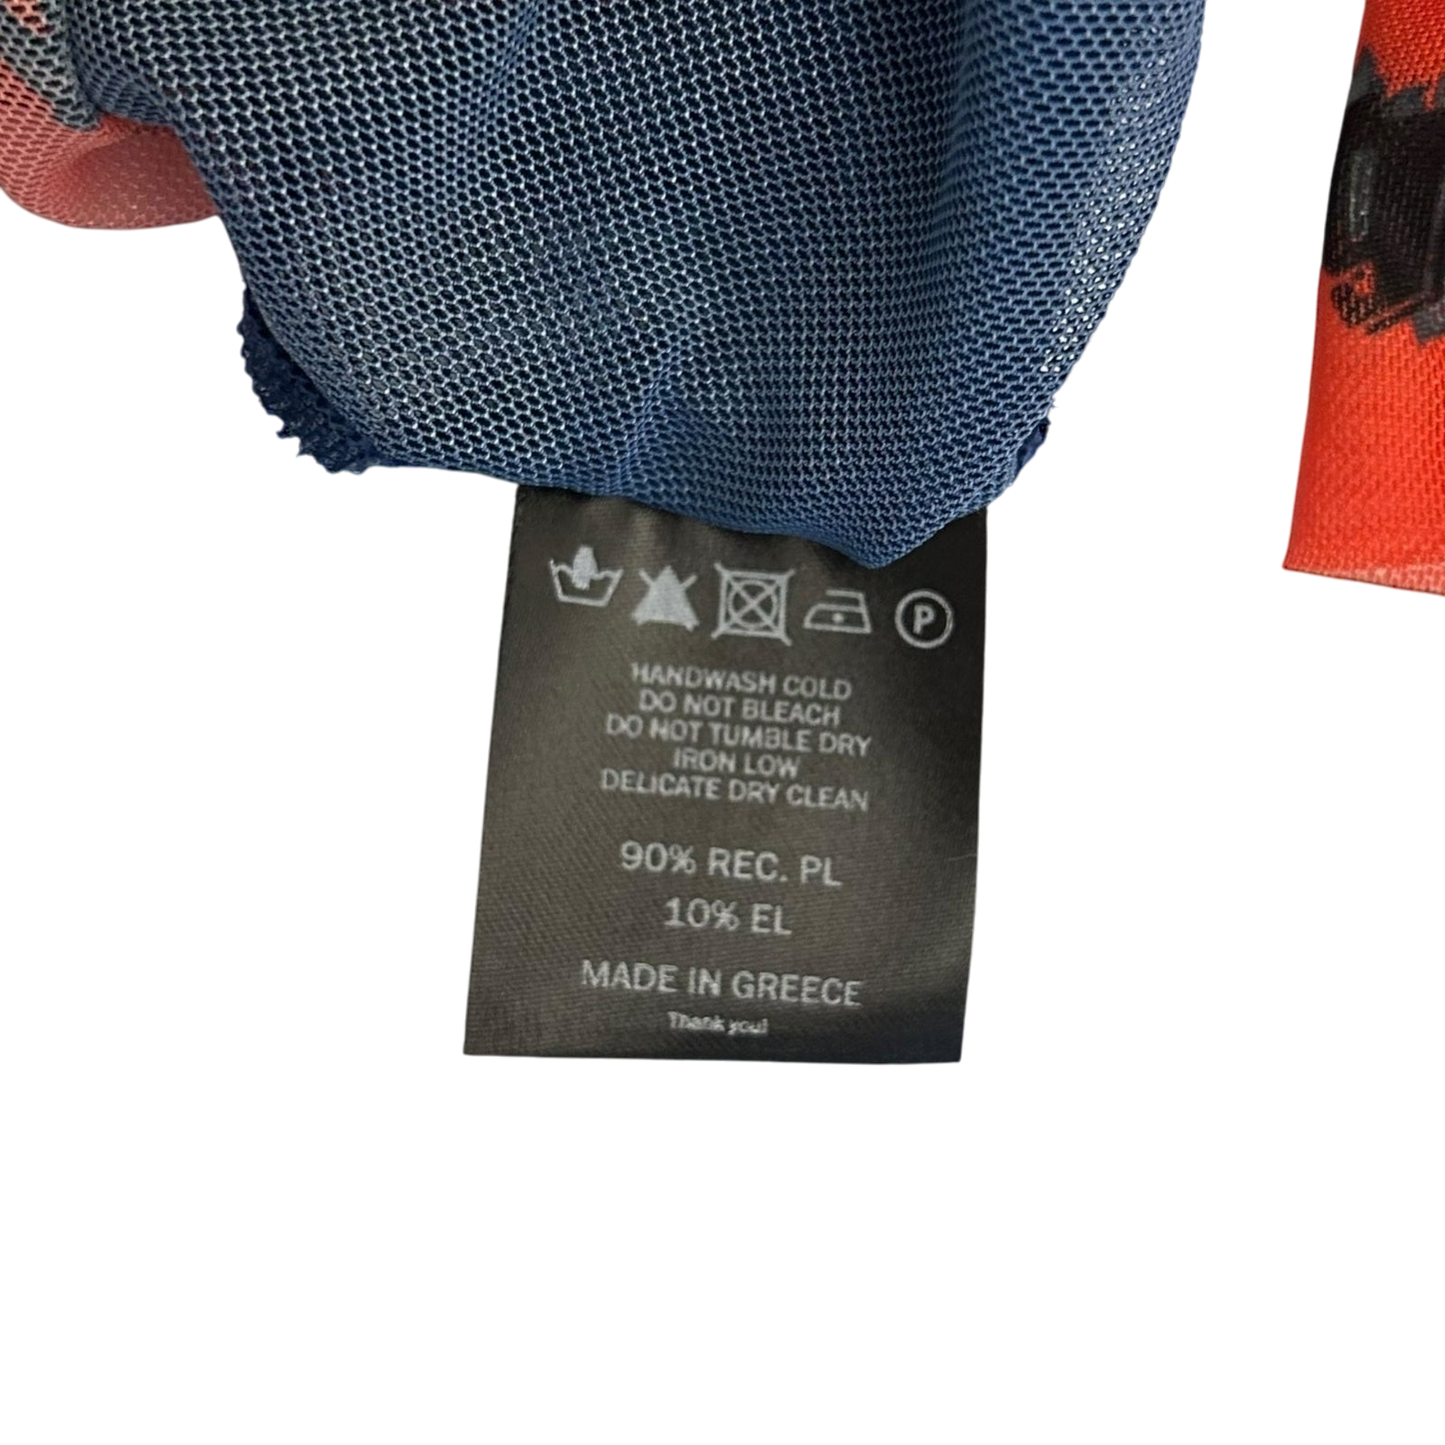 P
HANDWASH COLD
DO NOT BLEACH
DO NOT TUMBLE DRY
IRON LOW
DELICATE DRY CLEAN
90% REC. PL
10% EL
MADE IN GREECE
Thank you!